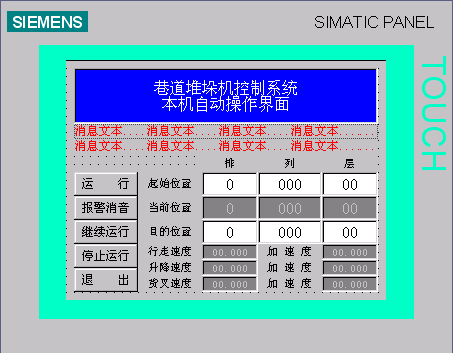 SIEMENS SIMATIC PANEL
TOUCH
巷道堆垛机控制系统
本机自动操作界面
消息文本....消息文本....消息文本....消息文本......
消息文本....消息文本....消息文本....消息文本......
排 列 层
运 行 起始位置 0 000 00
报警消音 当前位置 0 000 00
继续运行 目的位置 0 000 00
停止运行 行走速度 00.000 加 速 度 00.000
升降速度 00.000 加 速 度 00.000
退 出 货叉速度 00.000 加 速 度 00.000